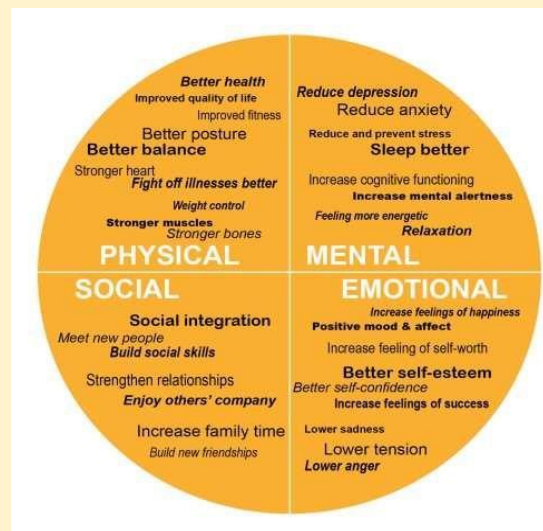 Better health
Improved quality of life
Improved fitness
Better posture
Better balance
Stronger heart
Fight off illnesses better
Weight control
Stronger muscles
Stronger bones
PHYSICAL
Reduce depression
Reduce anxiety
Reduce and prevent stress
Sleep better
Increase cognitive functioning
Increase mental alertness
Feeling more energetic
Relaxation
MENTAL
SOCIAL
Social integration
Meet new people
Build social skills
Strengthen relationships
Enjoy others' company
Increase family time
Build new friendships
EMOTIONAL
Increase feelings of happiness
Positive mood & affect
Increase feeling of self-worth
Better self-esteem
Better self-confidence
Increase feelings of success
Lower sadness
Lower tension
Lower anger